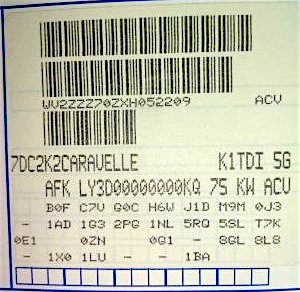 WV2ZZZ70ZXH052209 ACV
7DC2K2CARAVELLE K1TDI 5G
AFK LY3D00000000KQ 75 KW ACV
B0F C7V G0C H6W J1D M9M 0J3
- 1AD 1G3 2PG 1NL 5RQ 5SL T7K
0E1 0ZN 0G1 - 8GL 8L8
- 1X0 1LU - - 1BA